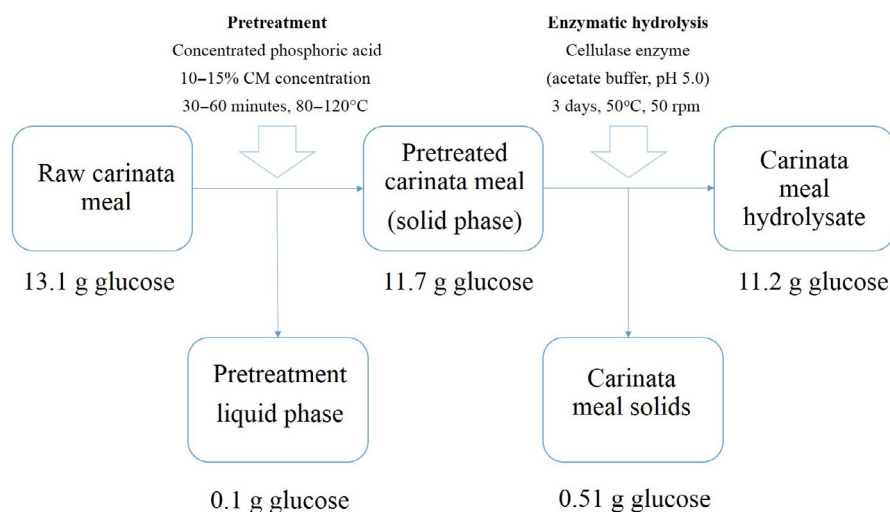 Pretreatment
Concentrated phosphoric acid
10–15% CM concentration
30–60 minutes, 80–120°C
Enzymatic hydrolysis
Cellulase enzyme
(acetate buffer, pH 5.0)
3 days, 50°C, 50 rpm
Raw carinata
meal
Pretreated
carinata meal
(solid phase)
Carinata
meal
hydrolysate
13.1 g glucose
11.7 g glucose
11.2 g glucose
Pretreatment
liquid phase
Carinata
meal solids
0.1 g glucose
0.51 g glucose